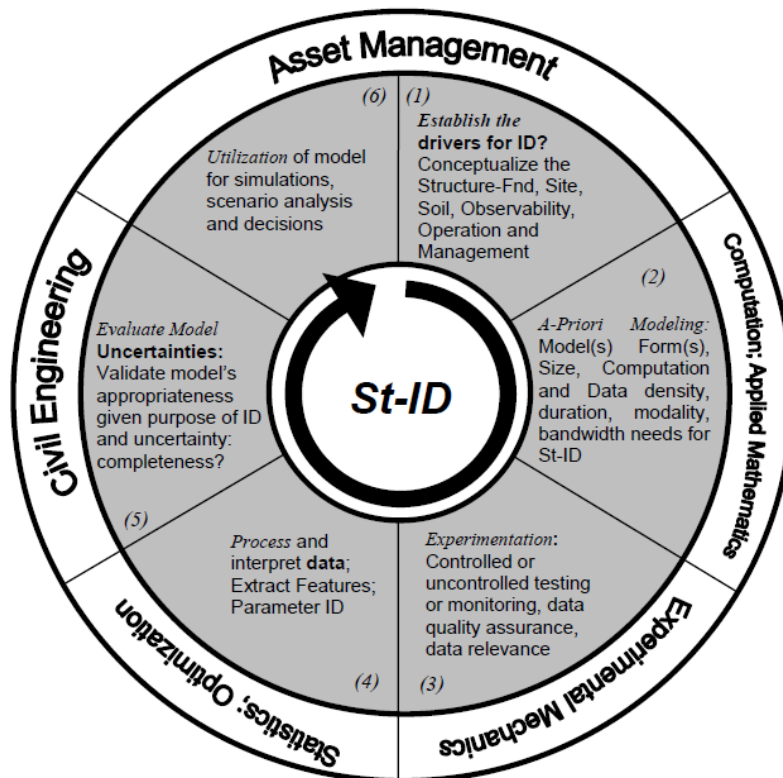 Asset Management
(6)
Utilization of model
for simulations,
scenario analysis
and decisions
(1)
Establish the
drivers for ID?
Conceptualize the
Structure-Fnd, Site,
Soil, Observability,
Operation and
Management
Computation; Applied Mathematics
(2)
A-Priori Modeling:
Model(s) Form(s),
Size, Computation
and Data density,
duration, modality,
bandwidth needs for
St-ID
Experimental Mechanics
Experimentation:
Controlled or
uncontrolled testing
or monitoring, data
quality assurance,
data relevance
(3)
Statistics; Optimization
Process and
interpret data;
Extract Features;
Parameter ID
(4)
Civil Engineering
Evaluate Model
Uncertainties:
Validate model's
appropriateness
given purpose of ID
and uncertainty:
completeness?
(5)
St-ID